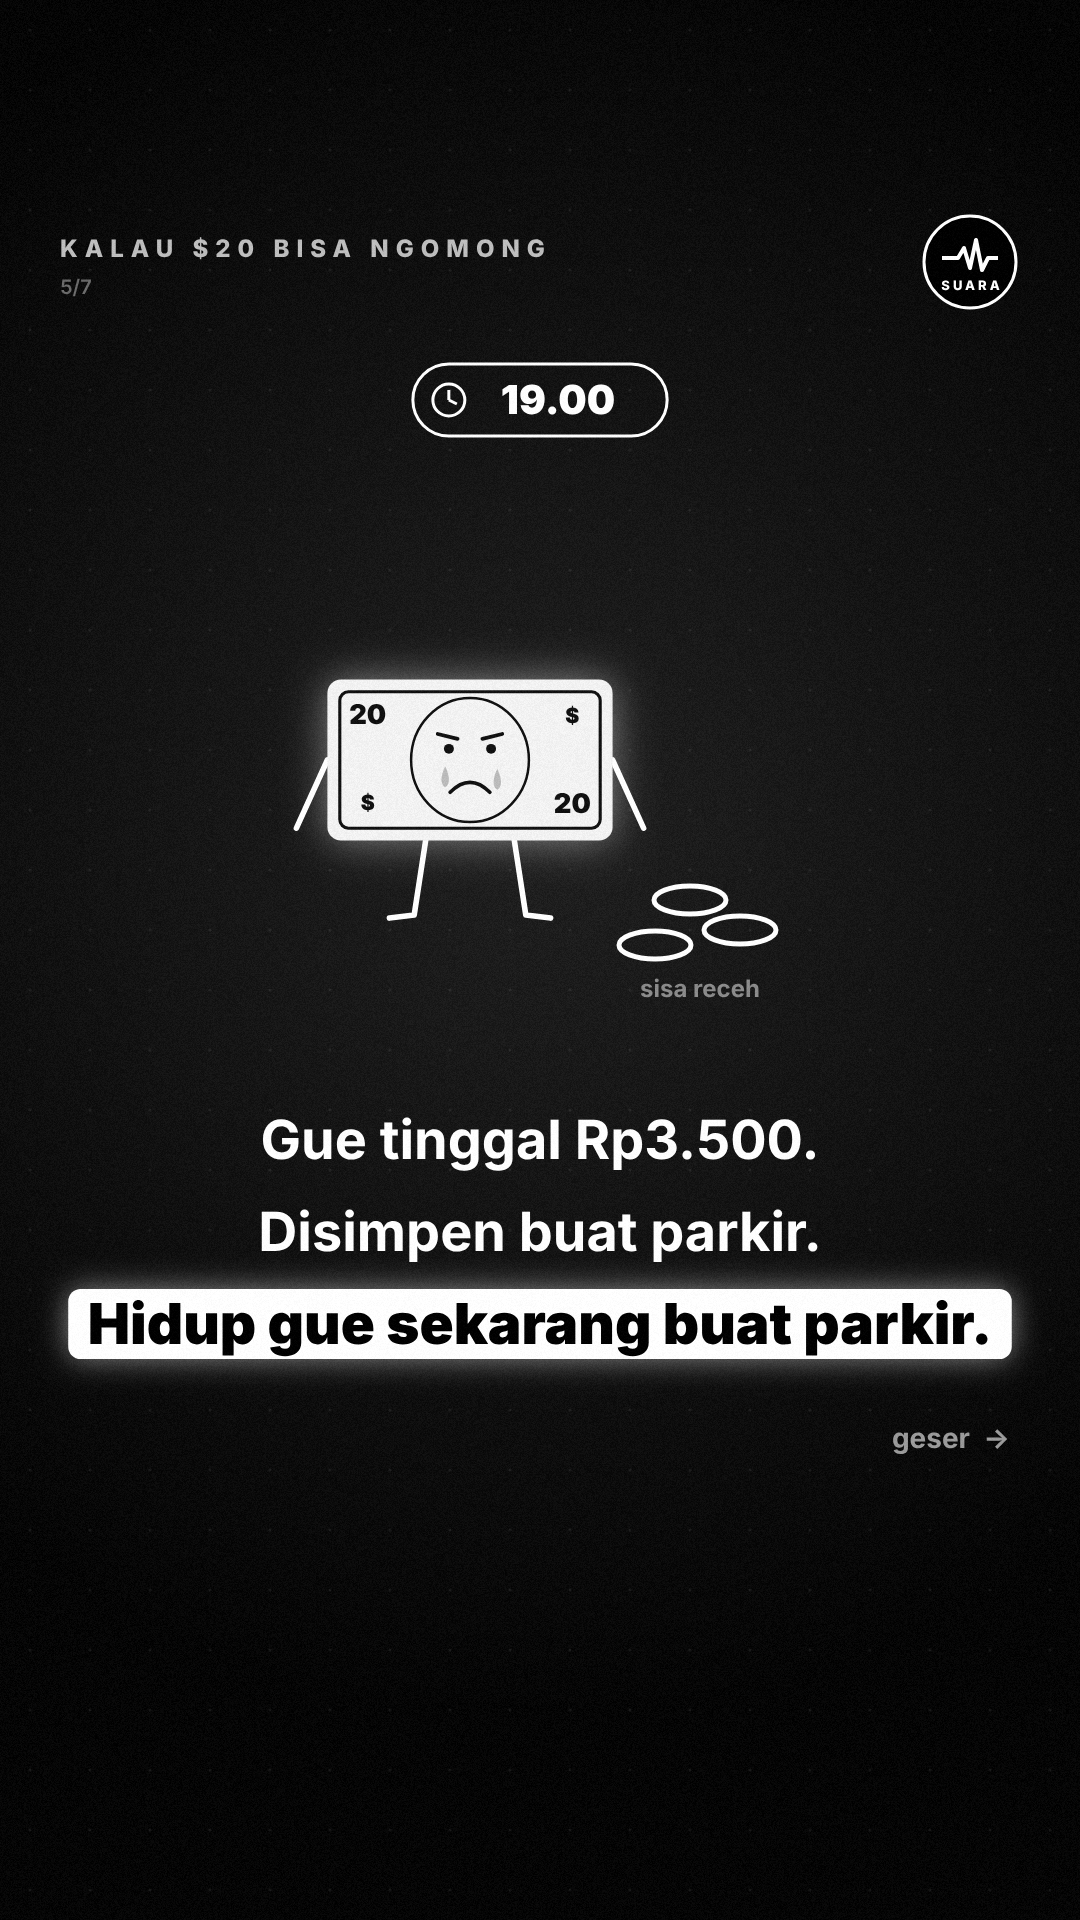 KALAU $20 BISA NGOMONG
5/7
SUARA
19.00
20 $
$ 20
sisa receh
Gue tinggal Rp3.500.
Disimpen buat parkir.
Hidup gue sekarang buat parkir.
geser →